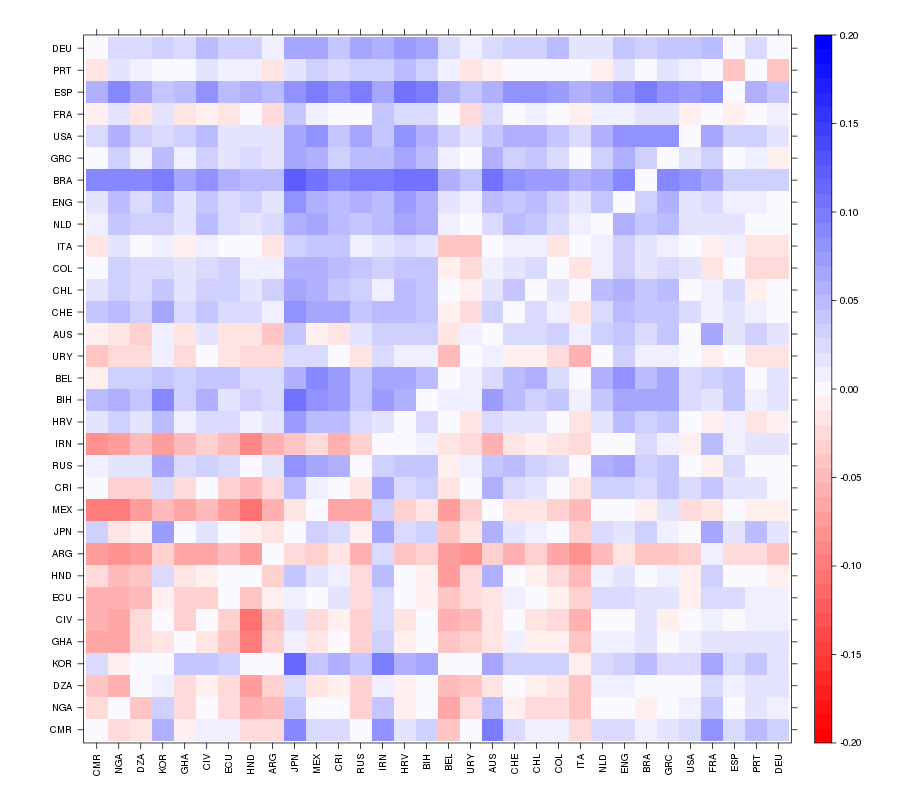 DEU
PRT
ESP
FRA
USA
GRC
BRA
ENG
NLD
ITA
COL
CHL
CHE
AUS
URY
BEL
BIH
HRV
IRN
RUS
CRI
MEX
JPN
ARG
HND
ECU
CIV
GHA
KOR
DZA
NGA
CMR
CMR NGA DZA KOR GHA CIV ECU HND ARG JPN MEX CRI RUS IRN HRV BIH BEL URY AUS CHE CHL COL ITA NLD ENG BRA GRC USA FRA ESP PRT DEU
0.20
0.15
0.10
0.05
0.00
-0.05
-0.10
-0.15
-0.20